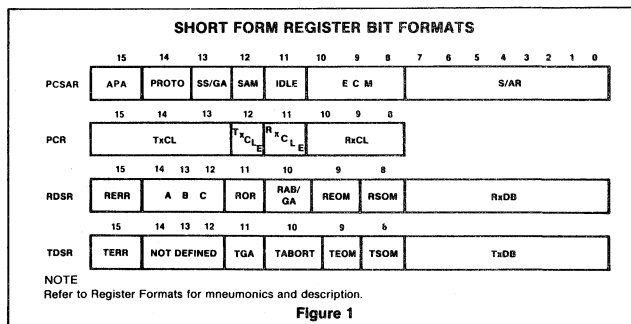 SHORT FORM REGISTER BIT FORMATS
15 14 13 12 11 10 9 8 7 6 5 4 3 2 1 0
PCSAR APA PROTO SS/GA SAM IDLE E C M S/AR
15 14 13 12 11 10 9 8
PCR TxCL TxCLE RxCLE RxCL
15 14 13 12 11 10 9 8
RDSR RERR A B C ROR RAB/GA REOM RSOM RxDB
15 14 13 12 11 10 9 8
TDSR TERR NOT DEFINED TGA TABORT TEOM TSOM TxDB
NOTE
Refer to Register Formats for mneumonics and description.
Figure 1